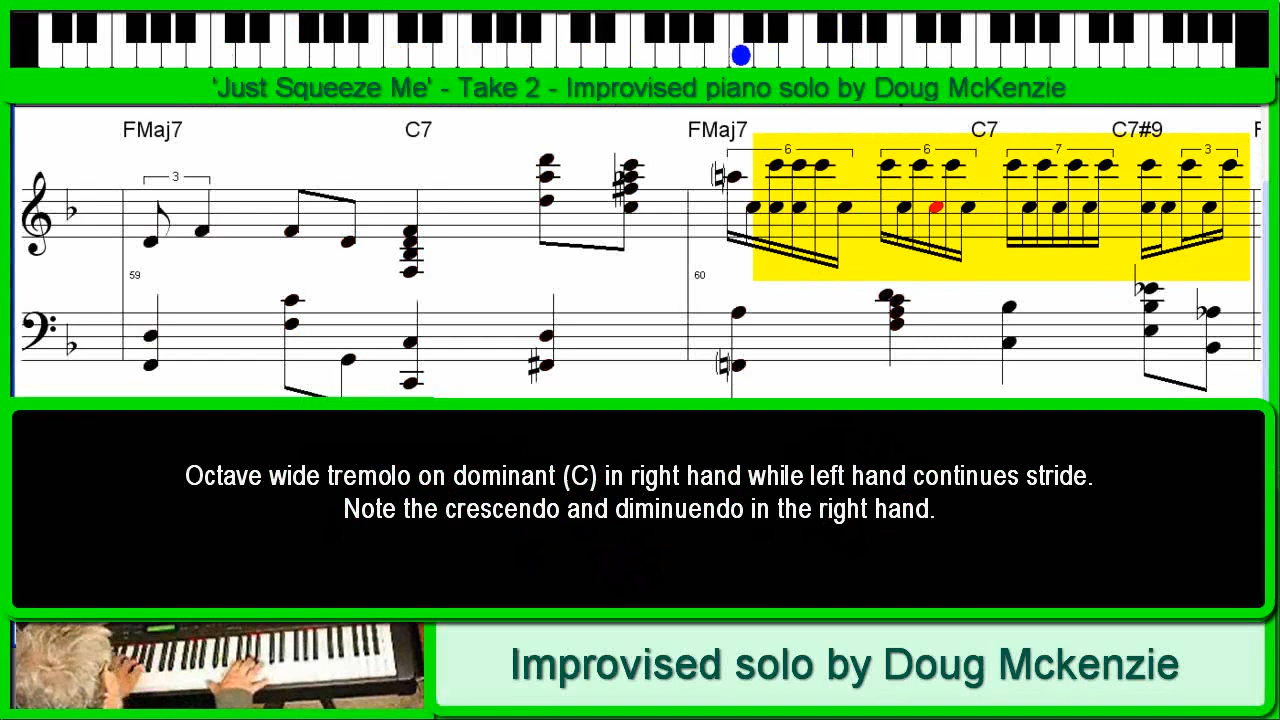 'Just Squeeze Me' - Take 2 - Improvised piano solo by Doug McKenzie
FMaj7 C7 FMaj7 C7 C7#9 F
3 6 6 7 3
59 60
Octave wide tremolo on dominant (C) in right hand while left hand continues stride.
Note the crescendo and diminuendo in the right hand.
Improvised solo by Doug Mckenzie